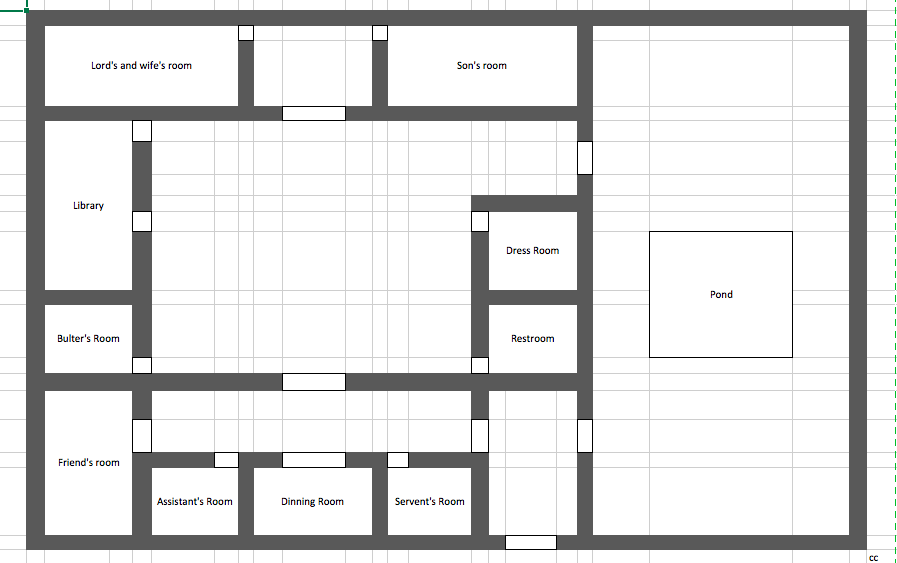 Lord's and wife's room
Son's room
Library
Dress Room
Pond
Bulter's Room
Restroom
Friend's room
Assistant's Room
Dinning Room
Servent's Room
cc